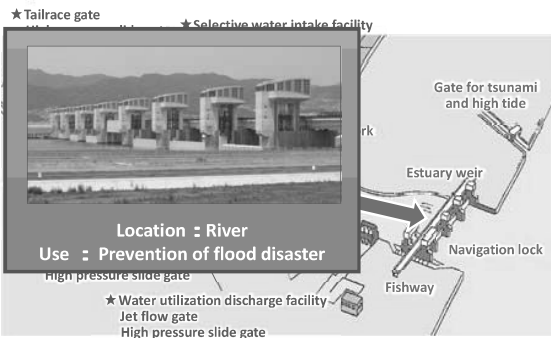 ★Tailrace gate
★Selective water intake facility
Gate for tsunami
and high tide
Estuary weir
Location : River
Use : Prevention of flood disaster
Navigation lock
High pressure slide gate
Fishway
★Water utilization discharge facility
Jet flow gate
High pressure slide gate